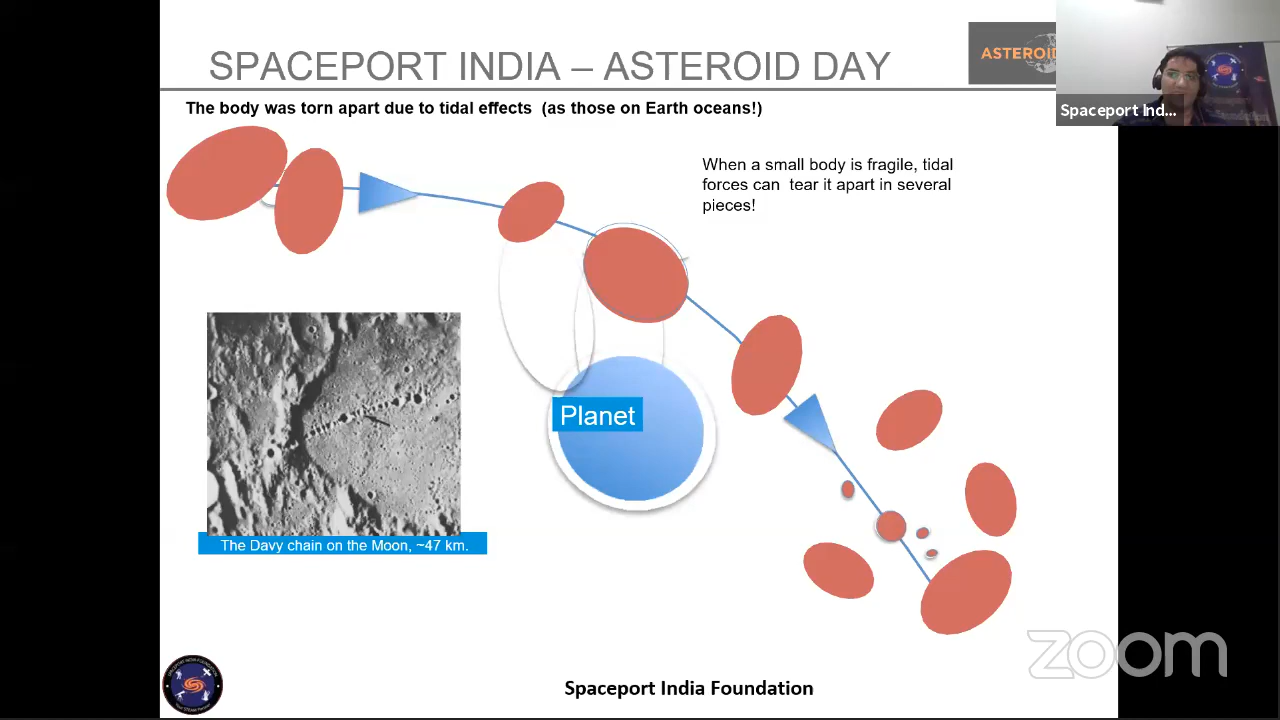 SPACEPORT INDIA – ASTEROID DAY
ASTEROID
Spaceport Ind...
The body was torn apart due to tidal effects (as those on Earth oceans!)
When a small body is fragile, tidal
forces can tear it apart in several
pieces!
Planet
The Davy chain on the Moon, ~47 km.
zoom
Spaceport India Foundation